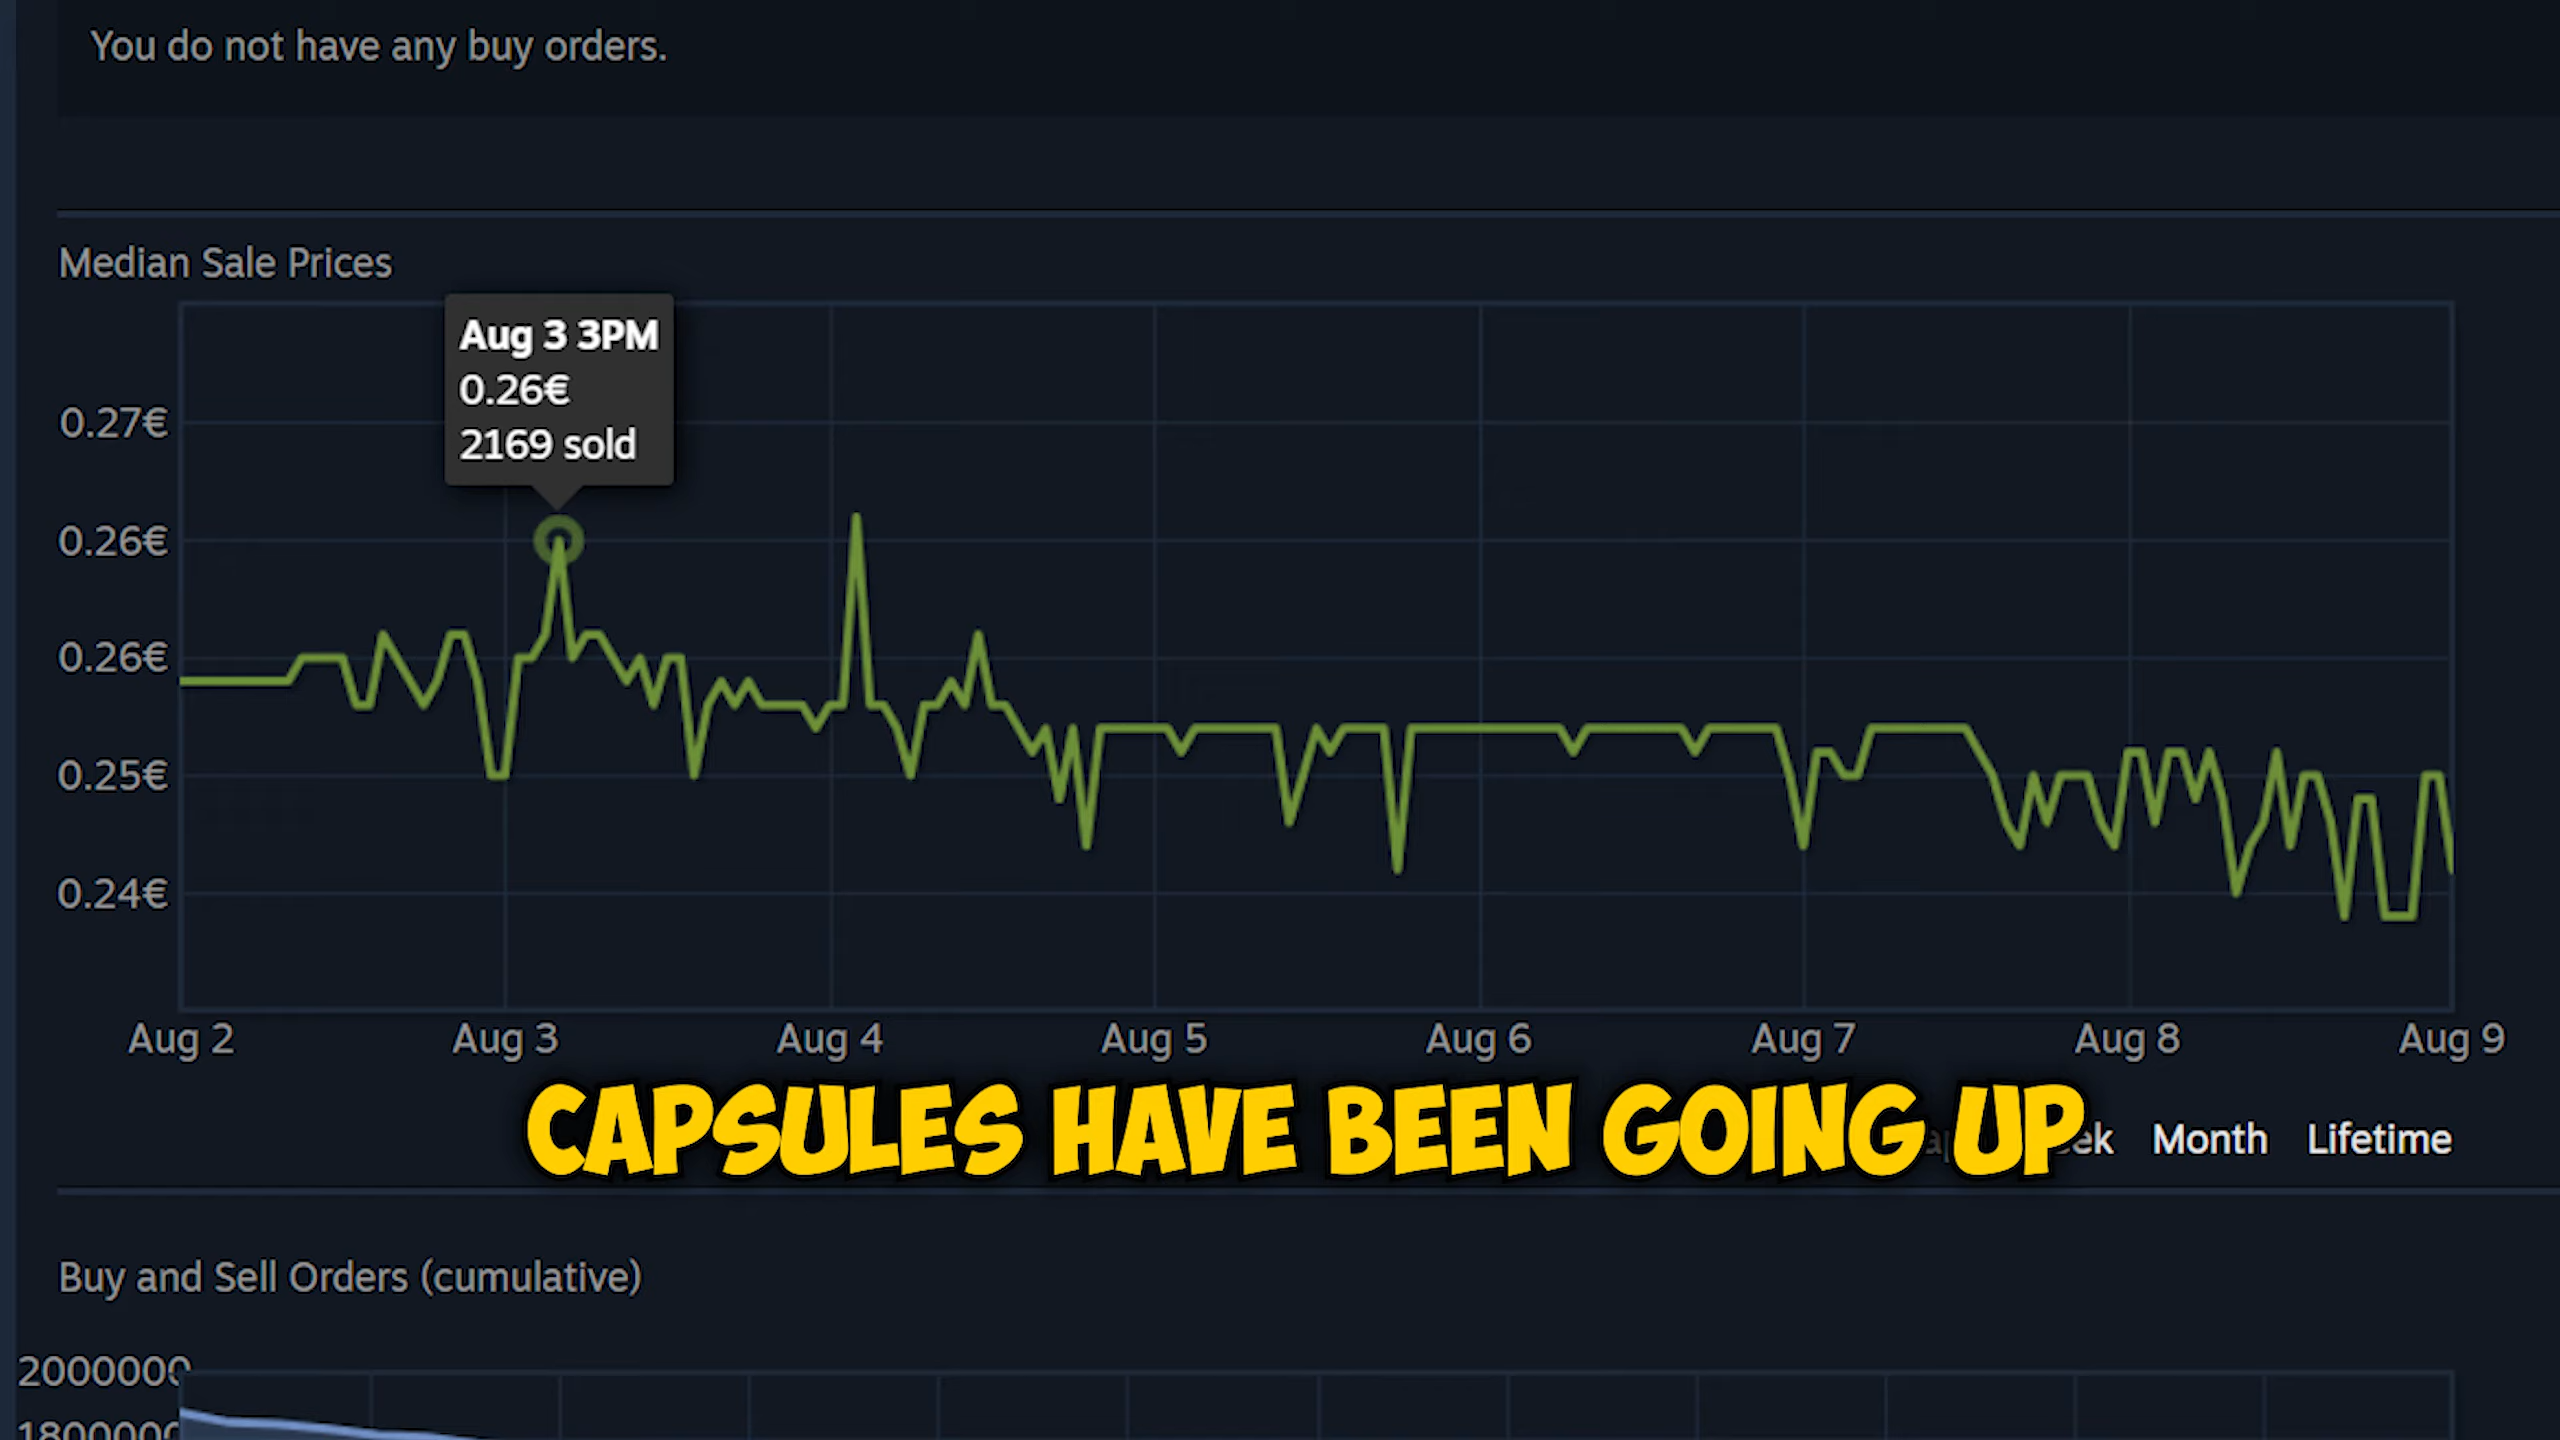 You do not have any buy orders.
Median Sale Prices
Aug 3 3PM
0.26€
2169 sold
0.27€
0.26€
0.26€
0.25€
0.24€
Aug 2 Aug 3 Aug 4 Aug 5 Aug 6 Aug 7 Aug 8 Aug 9
CAPSULES HAVE BEEN GOING UP
Month Lifetime
Buy and Sell Orders (cumulative)
2000000
1800000